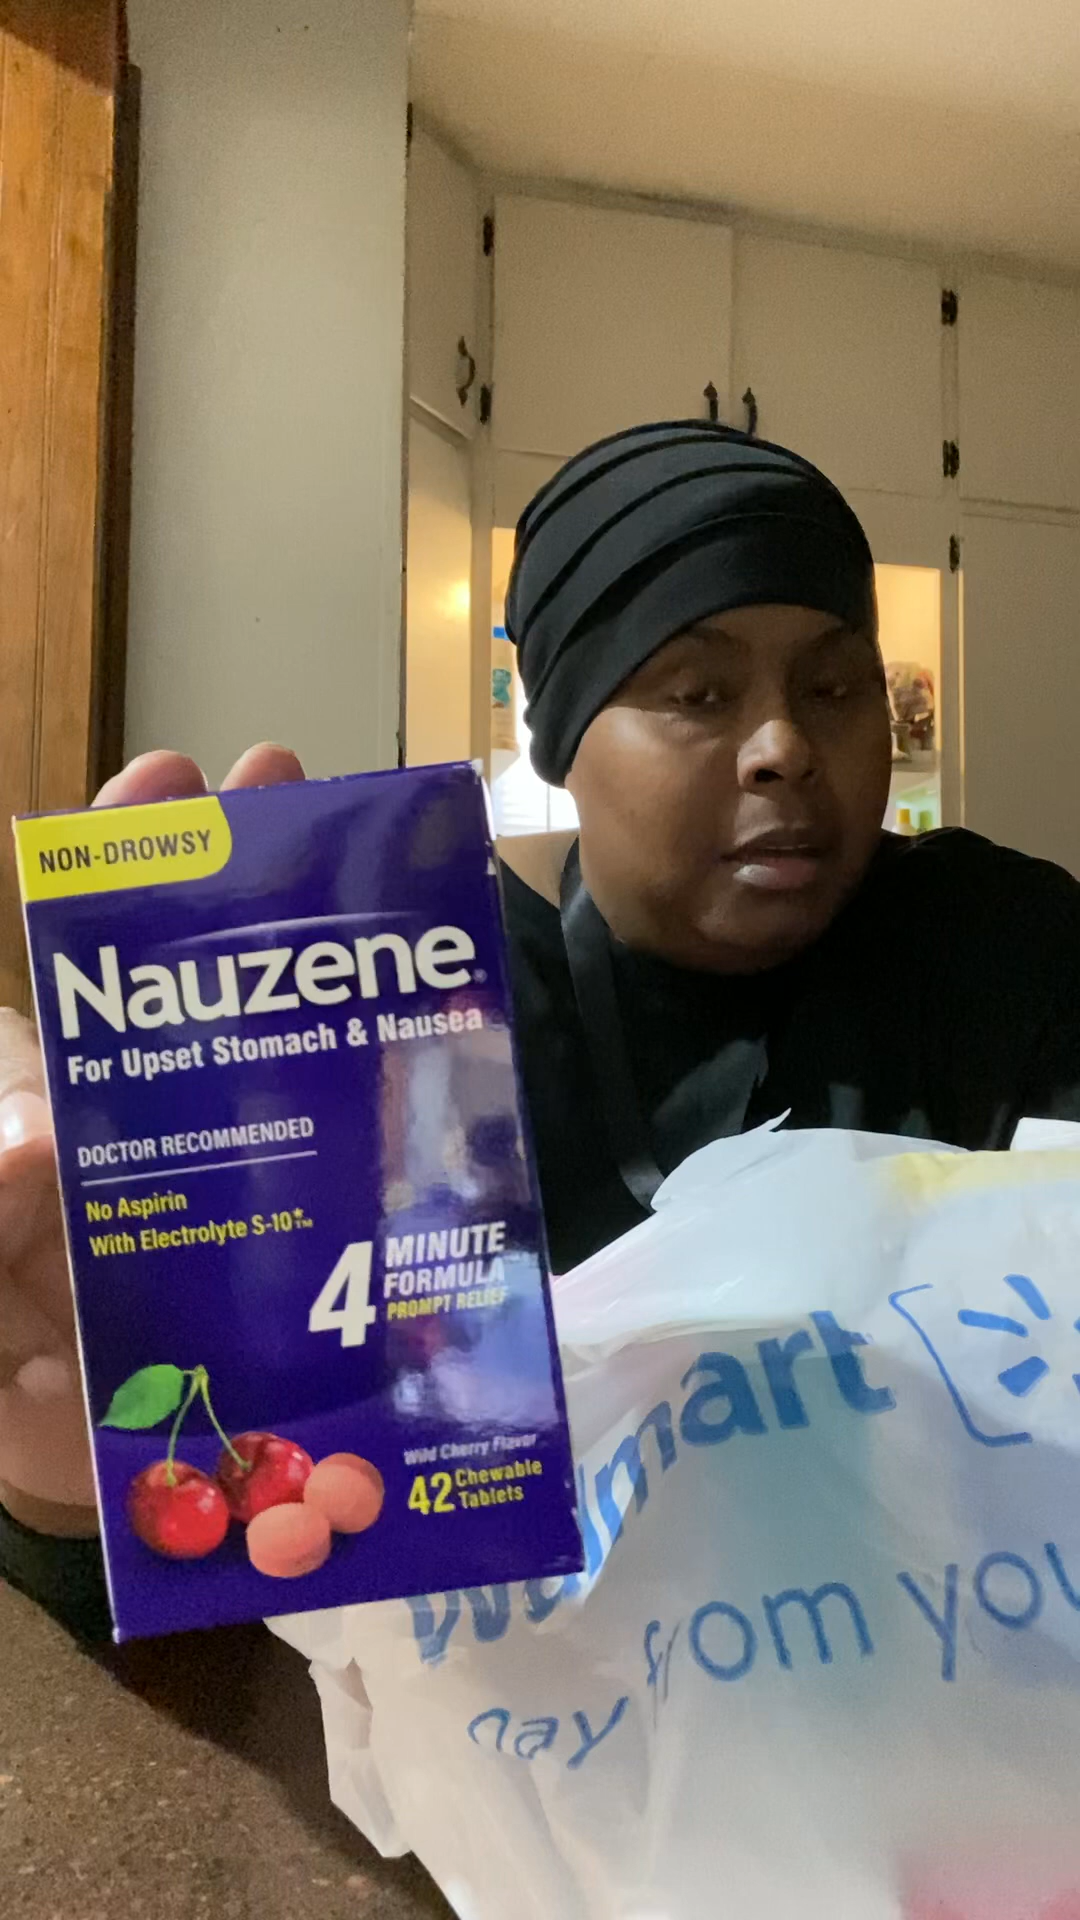 NON-DROWSY
Nauzene®
For Upset Stomach & Nausea
DOCTOR RECOMMENDED
No Aspirin
With Electrolyte S-10*™
4 MINUTE
FORMULA
PROMPT RELIEF
Wild Cherry Flavor
42 Chewable
Tablets
Walmart
from you